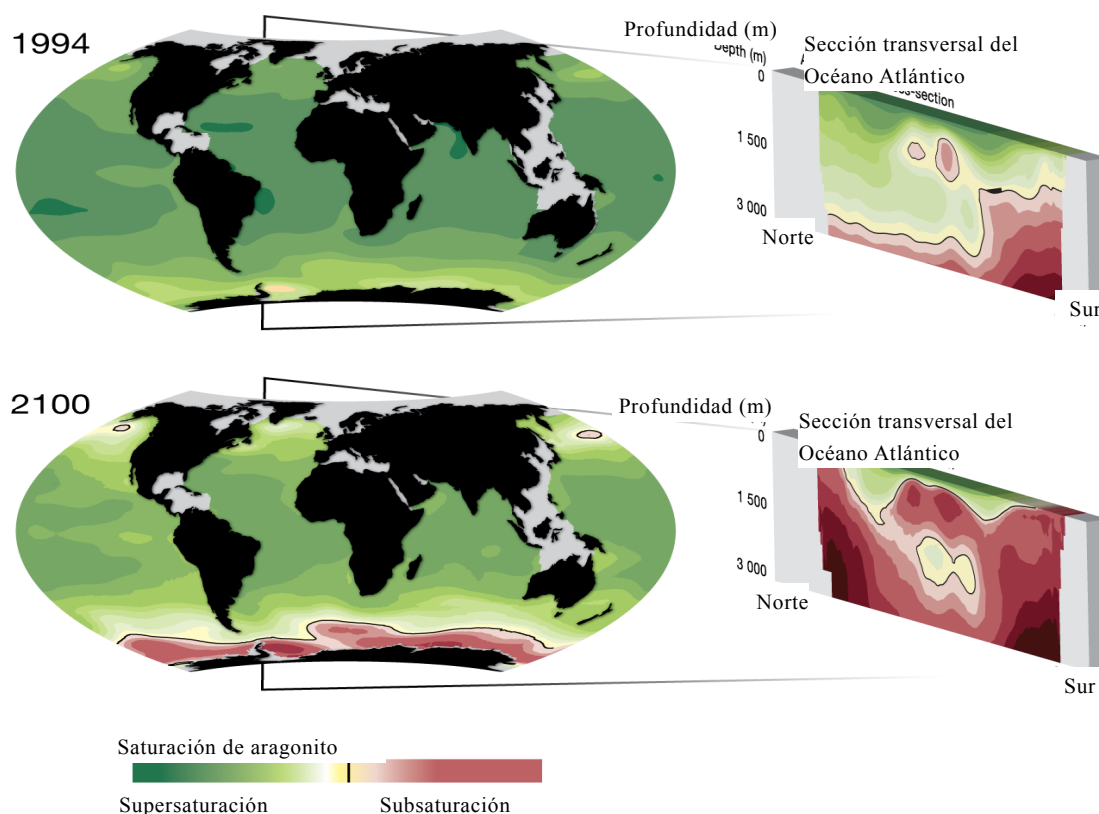 1994
Profundidad (m)
Depth (m)
Sección transversal del
Océano Atlántico
0
1 500
3 000
Norte
Sur
2100
Profundidad (m)
Sección transversal del
Océano Atlántico
0
1 500
3 000
Norte
Sur
Saturación de aragonito
Supersaturación
Subsaturación